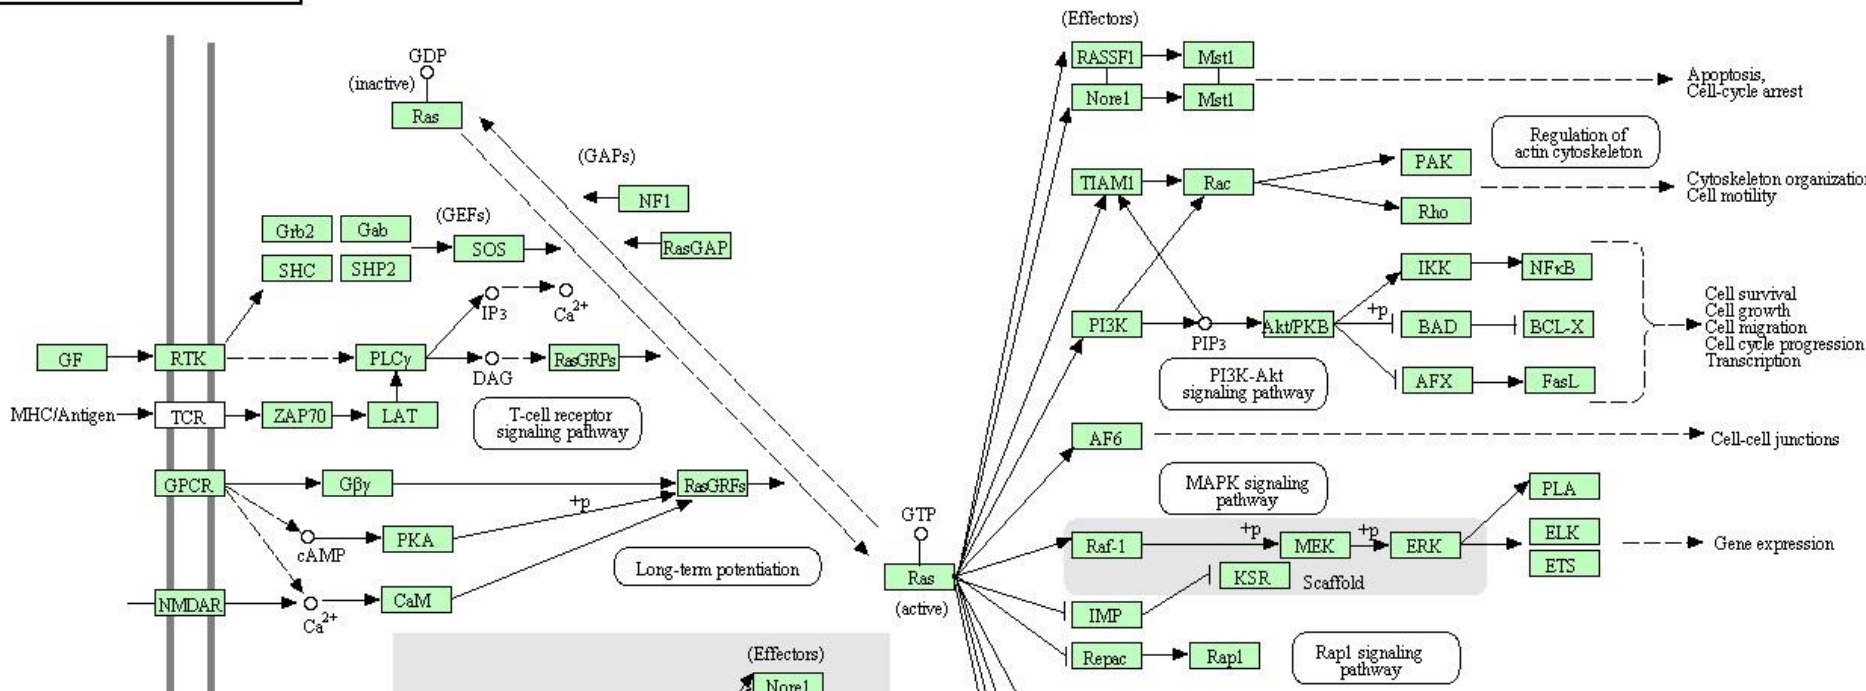 (Effectors)
GDP
(inactive)
Ras
RASSF1
Mst1
Nore1
Mst1
Apoptosis,
Cell-cycle arrest
(GAPs)
NF1
RasGAP
(GEFs)
Grb2
Gab
SHC
SHP2
SOS
IP3
Ca2+
GF
RTK
PLCγ
DAG
RasGRPs
MHC/Antigen
TCR
ZAP70
LAT
T-cell receptor
signaling pathway
GPCR
Gβγ
+p
RasGRFs
cAMP
PKA
Long-term potentiation
NMDAR
Ca2+
CaM
GTP
Ras
(active)
TIAM1
Rac
PAK
Rho
Regulation of
actin cytoskeleton
Cytoskeleton organization
Cell motility
PI3K
PIP3
Akt/PKB
+p
IKK
NFκB
BAD
BCL-X
AFX
FasL
PI3K-Akt
signaling pathway
Cell survival
Cell growth
Cell migration
Cell cycle progression
Transcription
AF6
Cell-cell junctions
MAPK signaling
pathway
Raf-1
+p
MEK
+p
ERK
PLA
ELK
ETS
Gene expression
KSR
Scaffold
IMP
Repac
Rap1
Rap1 signaling
pathway
(Effectors)
Nore1